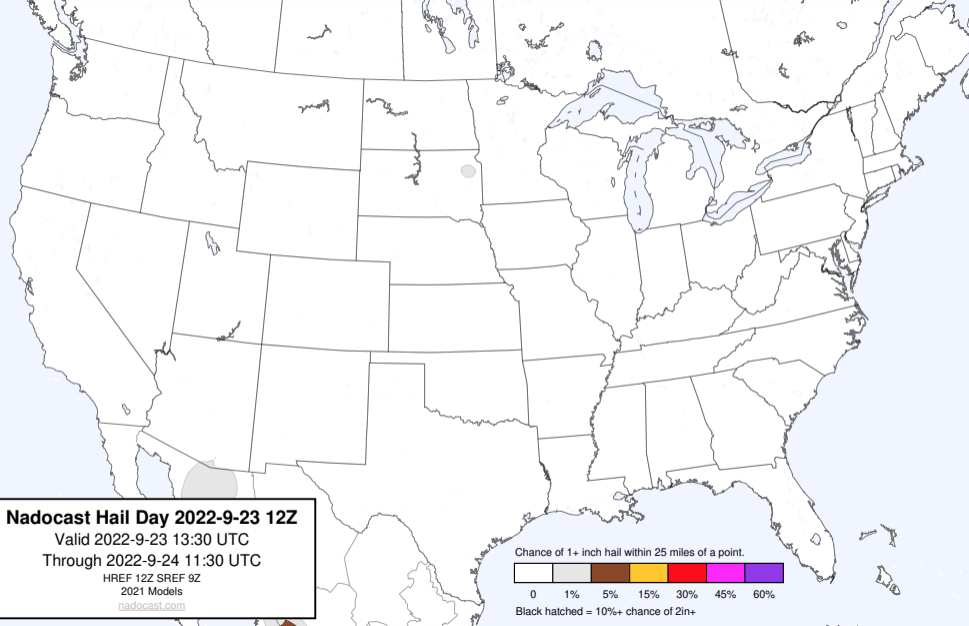 Nadocast Hail Day 2022-9-23 12Z
Valid 2022-9-23 13:30 UTC
Through 2022-9-24 11:30 UTC
HREF 12Z SREF 9Z
2021 Models
nadocast.com
Chance of 1+ inch hail within 25 miles of a point.
0 1% 5% 15% 30% 45% 60%
Black hatched = 10%+ chance of 2in+